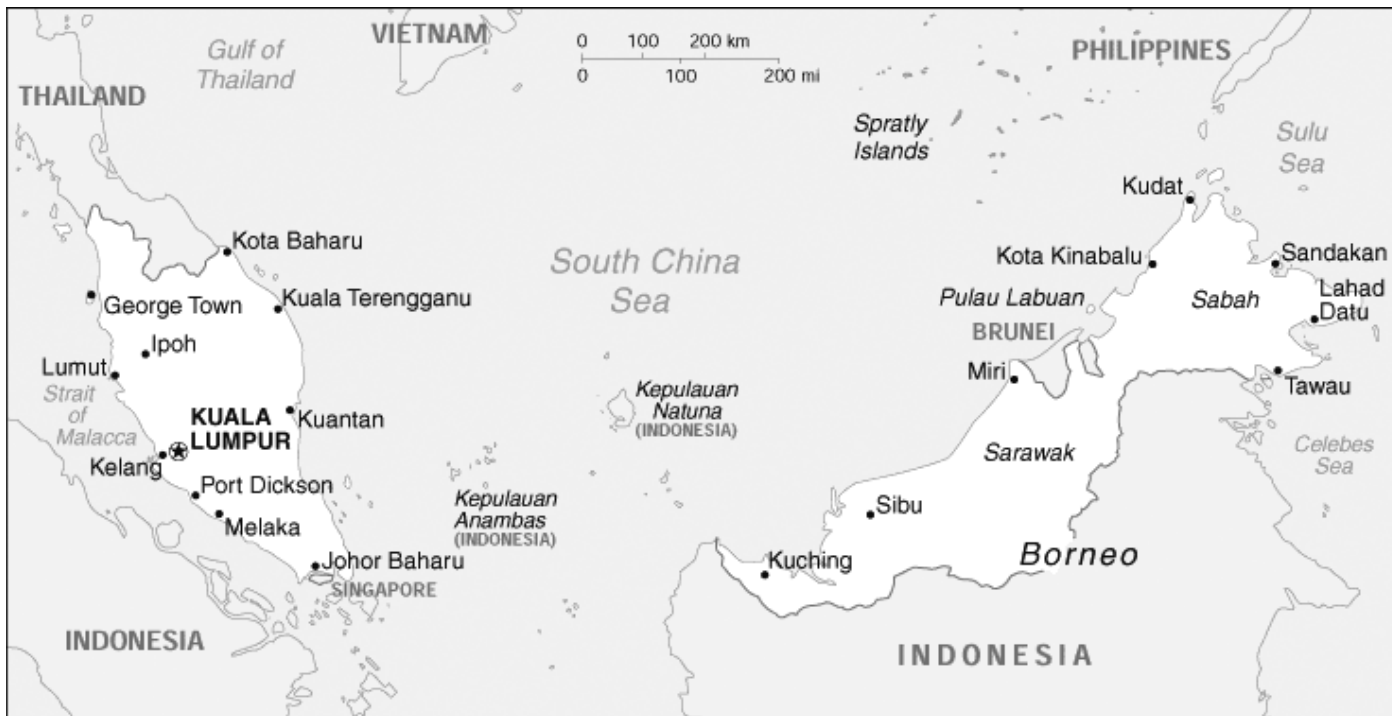 VIETNAM
0 100 200 km
0 100 200 mi
PHILIPPINES
Gulf of
Thailand
THAILAND
Spratly
Islands
Sulu
Sea
Kudat
Kota Baharu
Kota Kinabalu
Sandakan
South China
Sea
George Town
Kuala Terengganu
Pulau Labuan
Sabah
Lahad
Datu
BRUNEI
Ipoh
Lumut
Miri
Tawau
Strait
of
Malacca
Kepulauan
Natuna
(INDONESIA)
KUALA
LUMPUR
Kuantan
Sarawak
Celebes
Sea
Kelang
Port Dickson
Kepulauan
Anambas
(INDONESIA)
Sibu
Melaka
Johor Baharu
Kuching
Borneo
SINGAPORE
INDONESIA
INDONESIA